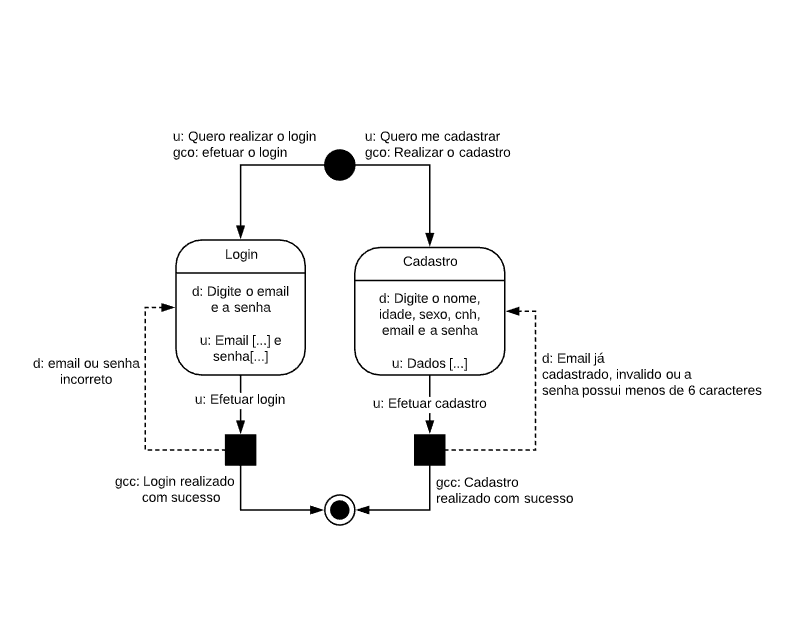 u: Quero realizar o login
gco: efetuar o login
u: Quero me cadastrar
gco: Realizar o cadastro
Login
d: Digite o email
e a senha
u: Email [...] e
senha[...]
Cadastro
d: Digite o nome,
idade, sexo, cnh,
email e a senha
u: Dados [...]
d: email ou senha
incorreto
d: Email já
cadastrado, invalido ou a
senha possui menos de 6 caracteres
u: Efetuar login
u: Efetuar cadastro
gcc: Login realizado
com sucesso
gcc: Cadastro
realizado com sucesso